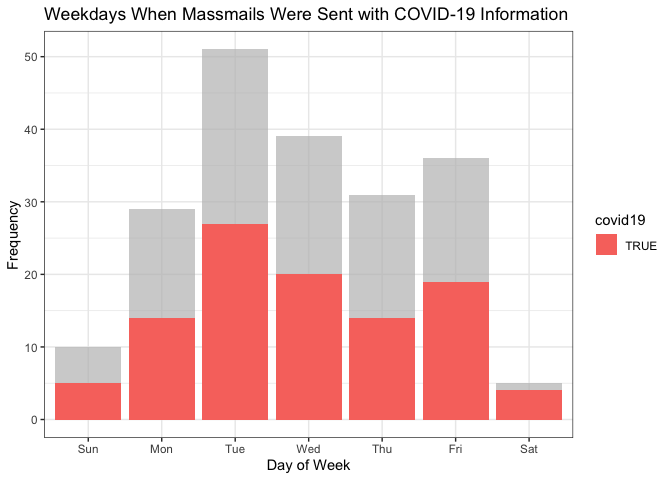 Weekdays When Massmails Were Sent with COVID-19 Information
50
40
30
20
10
0
Frequency
Sun Mon Tue Wed Thu Fri Sat
Day of Week
covid19
TRUE